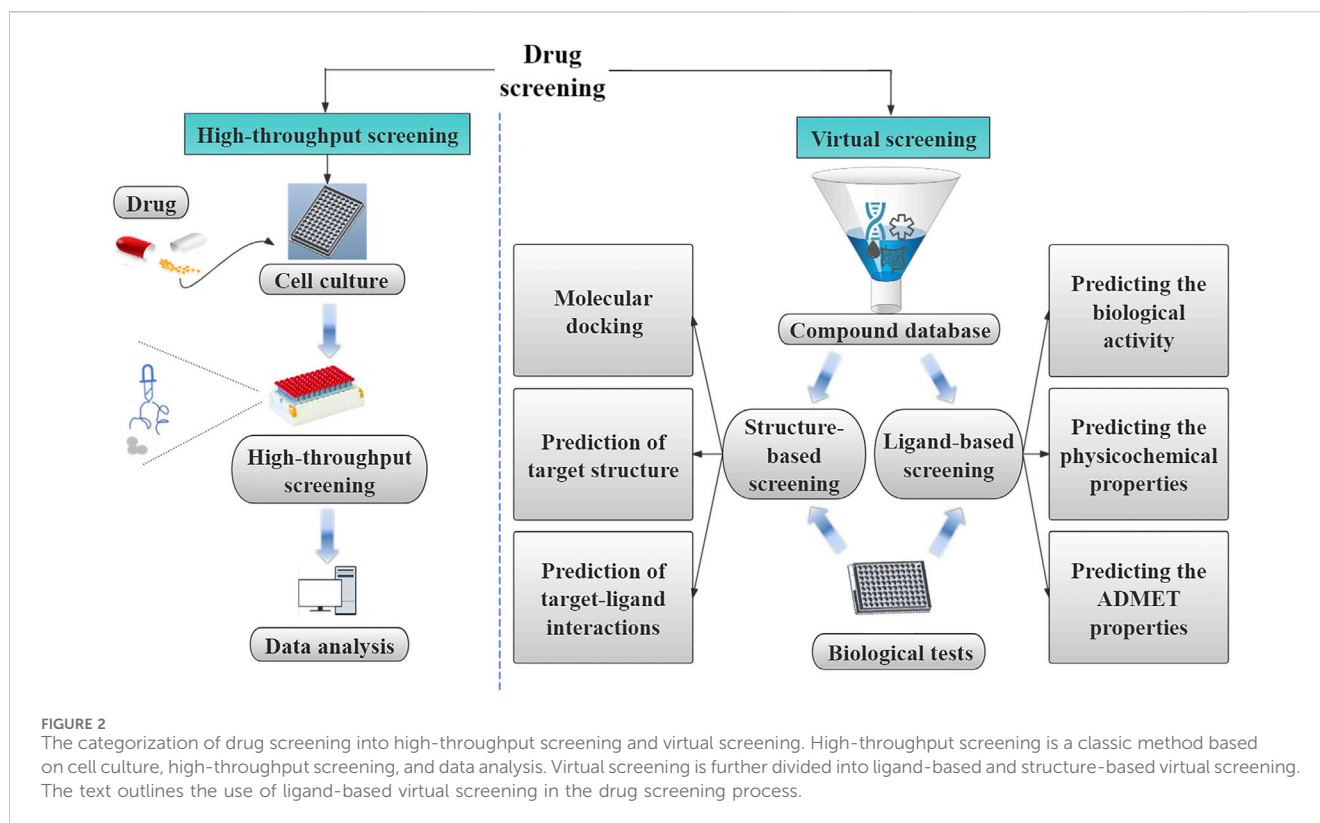 Drug
screening
High-throughput screening
Drug
Cell culture
High-throughput
screening
Data analysis
Virtual screening
Compound database
Molecular
docking
Prediction of
target structure
Prediction of
target-ligand
interactions
Structure-
based
screening
Ligand-based
screening
Predicting the
biological
activity
Predicting the
physicochemical
properties
Predicting the
ADMET
properties
Biological tests
FIGURE 2
The categorization of drug screening into high-throughput screening and virtual screening. High-throughput screening is a classic method based
on cell culture, high-throughput screening, and data analysis. Virtual screening is further divided into ligand-based and structure-based virtual screening.
The text outlines the use of ligand-based virtual screening in the drug screening process.